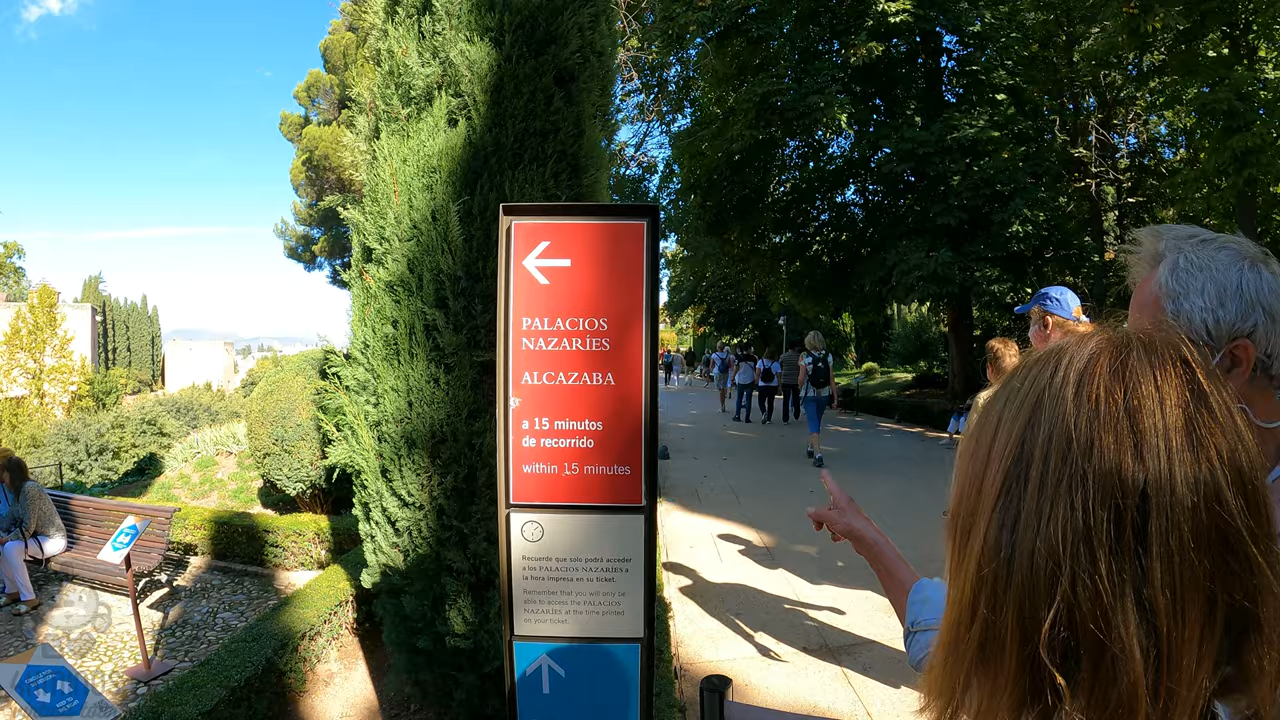 PALACIOS
NAZARÍES
ALCAZABA
a 15 minutos
de recorrido
within 15 minutes
Recuerde que solo podrá acceder
a los PALACIOS NAZARÍES a
la hora impresa en su ticket.
Remember that you will only be
able to access the PALACIOS
NAZARIES at the time printed
on your ticket.